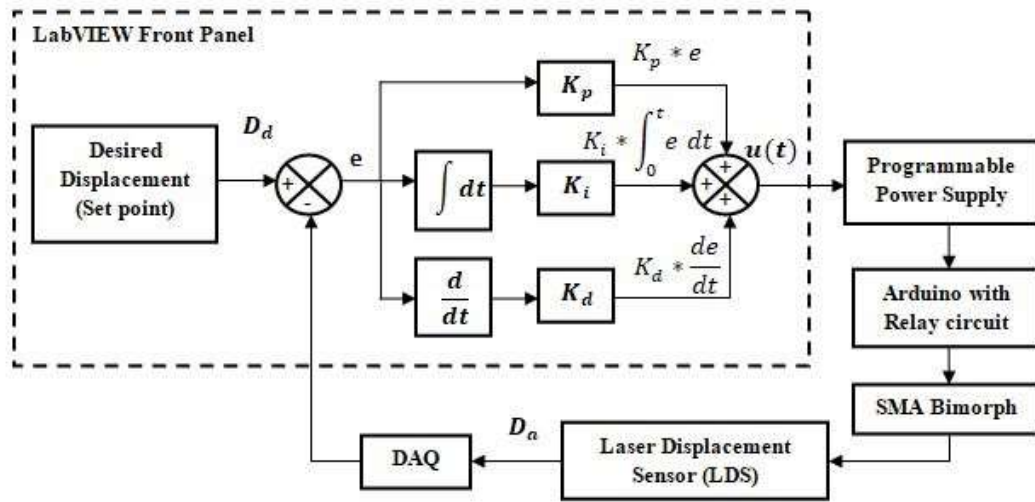 LabVIEW Front Panel
Desired
Displacement
(Set point)
D_d
+
-
e
∫ dt
d/dt
K_p
K_i
K_d
K_p * e
K_i * ∫_0^t e dt
K_d * de/dt
+
+
+
u(t)
Programmable
Power Supply
Arduino with
Relay circuit
SMA Bimorph
Laser Displacement
Sensor (LDS)
D_a
DAQ